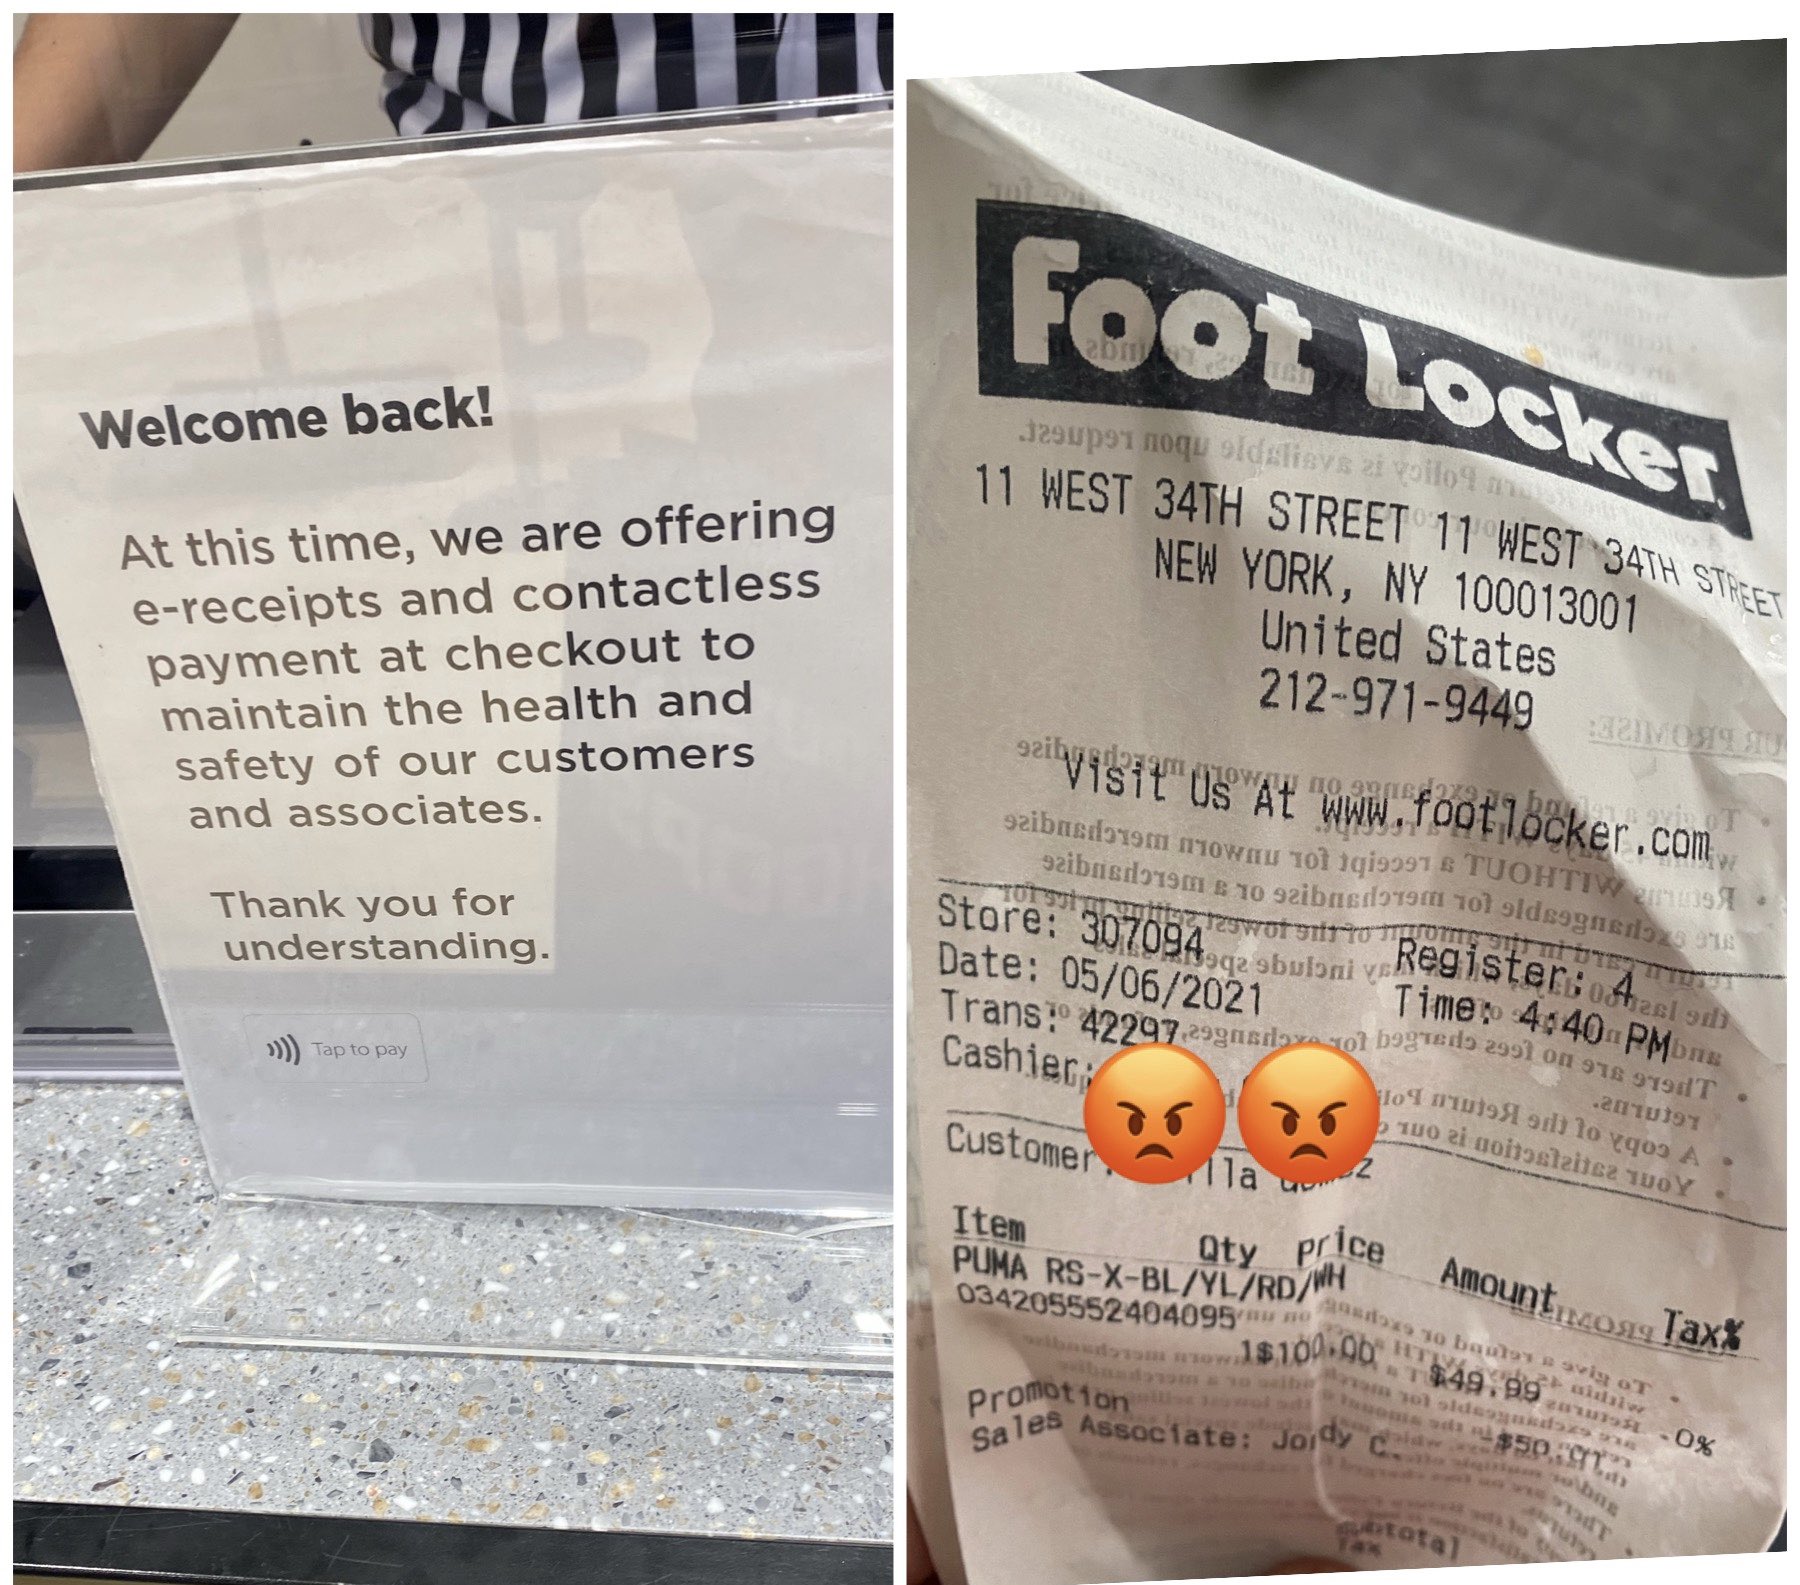 Welcome back!
At this time, we are offering
e-receipts and contactless
payment at checkout to
maintain the health and
safety of our customers
and associates.
Thank you for
understanding.
Tap to pay
Foot Locker.
11 WEST 34TH STREET 11 WEST 34TH STREET
NEW YORK, NY 100013001
United States
212-971-9449
Visit Us At www.footlocker.com
Store: 307094 Register: 4
Date: 05/06/2021 Time: 4:40 PM
Trans: 42297
Cashier:
Customer
Item Qty price Amount Tax%
PUMA RS-X-BL/YL/RD/WH
034205552404095
1$100.00 $49.99 0%
Promotion -$50.01
Sales Associate: Jordy C.
Subtotal
Tax